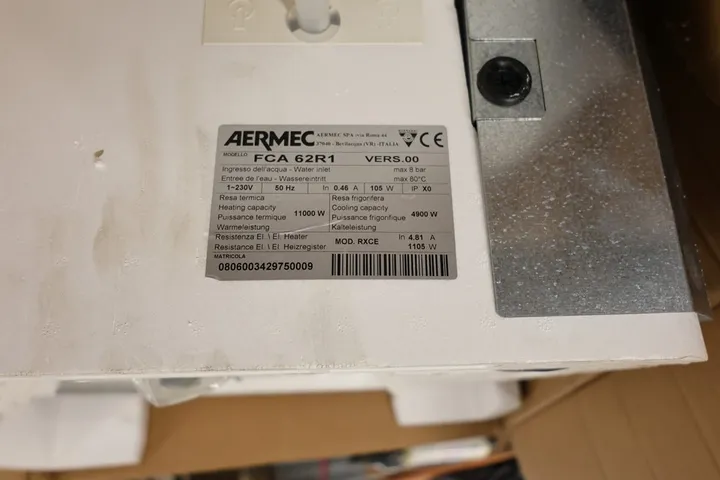 AERMEC AERMEC SPA via Roma 44
37040 - Bevilacqua (VR) - ITALIA
CE
MODELLO FCA 62R1 VERS.00
Ingresso dell'acqua - Water inlet max 8 bar
Entrée de l'eau - Wassereintritt max 80°C
1~230V 50 Hz In 0.46 A 105 W IP X0
Resa termica Resa frigorifera
Heating capacity 11000 W Cooling capacity 4900 W
Puissance termique Puissance frigorifique
Warmeleistung Kalteleistung
Resistenza El. \ El. Heater MOD. RXCE In 4.81 A
Resistance El. \ El. Heizregister 1105 W
MATRICOLA
0806003429750009